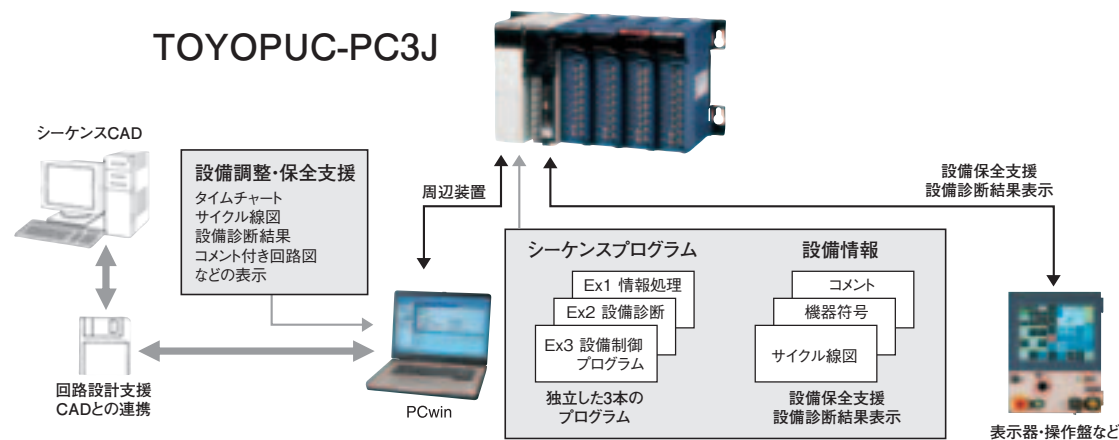 TOYOPUC-PC3J
シーケンスCAD
設備調整・保全支援
タイムチャート
サイクル線図
設備診断結果
コメント付き回路図
などの表示
周辺装置
設備保全支援
設備診断結果表示
シーケンスプログラム
Ex1 情報処理
Ex2 設備診断
Ex3 設備制御
プログラム
独立した3本の
プログラム
設備情報
コメント
機器符号
サイクル線図
設備保全支援
設備診断結果表示
回路設計支援
CADとの連携
PCwin
表示器・操作盤など